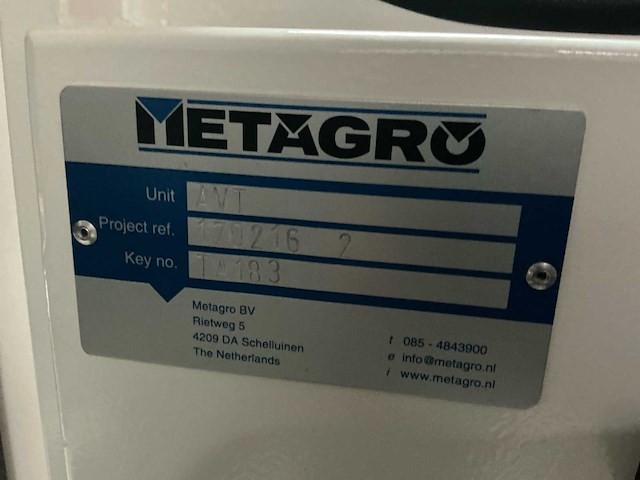 METAGRO
Unit AVT
Project ref. 170216 2
Key no. TA183
Metagro BV
Rietweg 5
4209 DA Schelluinen
The Netherlands
t 085 - 4843900
e info@metagro.nl
i www.metagro.nl